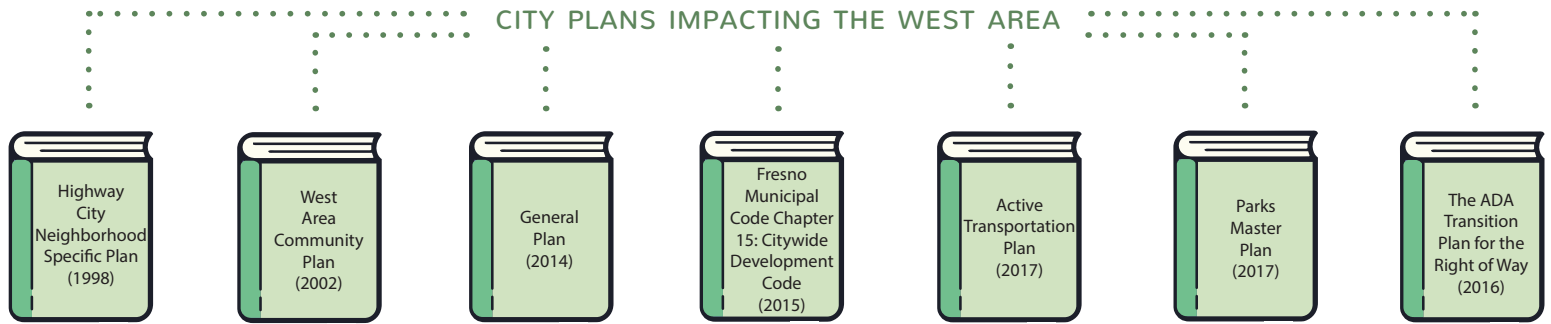 CITY PLANS IMPACTING THE WEST AREA
Highway
City
Neighborhood
Specific Plan
(1998)
West
Area
Community
Plan
(2002)
General
Plan
(2014)
Fresno
Municipal
Code Chapter
15: Citywide
Development
Code
(2015)
Active
Transportation
Plan
(2017)
Parks
Master
Plan
(2017)
The ADA
Transition
Plan for the
Right of Way
(2016)